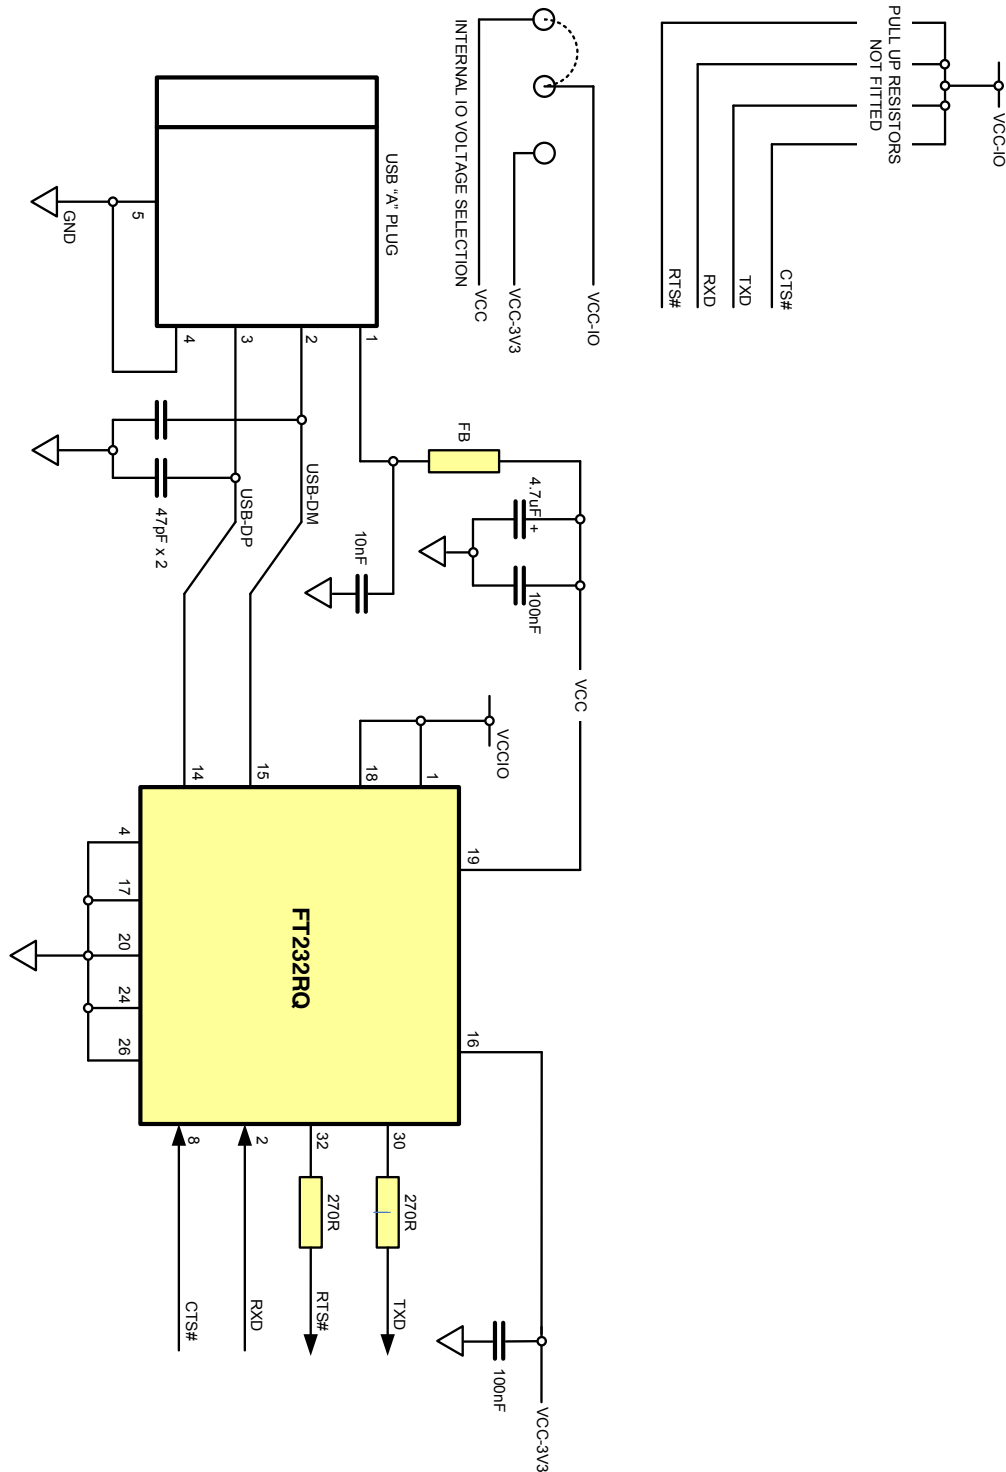 VCC-IO
PULL UP RESISTORS
NOT FITTED
CTS#
TXD
RXD
RTS#
INTERNAL IO VOLTAGE SELECTION
VCC-IO
VCC-3V3
VCC
USB “A” PLUG
GND
5
1
2
3
4
FB
4.7uF +
100nF
10nF
47pF x 2
USB-DM
USB-DP
VCC
VCCIO
1
18
15
14
19
16
FT232RQ
4
17
20
24
26
30
32
2
8
270R
270R
TXD
RTS#
RXD
CTS#
100nF
VCC-3V3